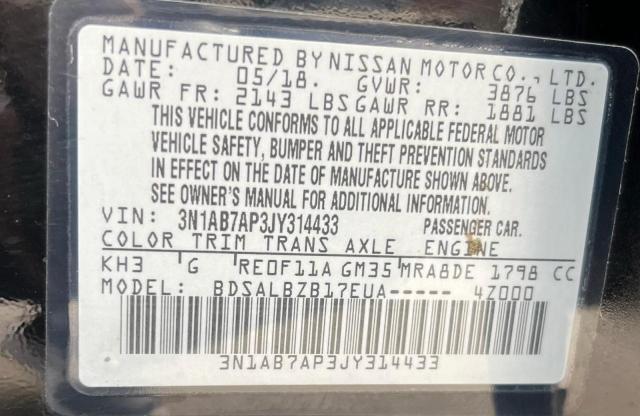 MANUFACTURED BY NISSAN MOTOR CO., LTD.
DATE: 05/18. GVWR: 3876 LBS
GAWR FR: 2143 LBS GAWR RR: 1881 LBS
THIS VEHICLE CONFORMS TO ALL APPLICABLE FEDERAL MOTOR
VEHICLE SAFETY, BUMPER AND THEFT PREVENTION STANDARDS
IN EFFECT ON THE DATE OF MANUFACTURE SHOWN ABOVE.
SEE OWNER'S MANUAL FOR ADDITIONAL INFORMATION.
VIN: 3N1AB7AP3JY314433 PASSENGER CAR.
COLOR TRIM TRANS AXLE ENGINE
KH3 G RE0F11A GM35 MRA8DE 1798 CC
MODEL: BDSALBZB17EUA----- 4Z000
3N1AB7AP3JY314433